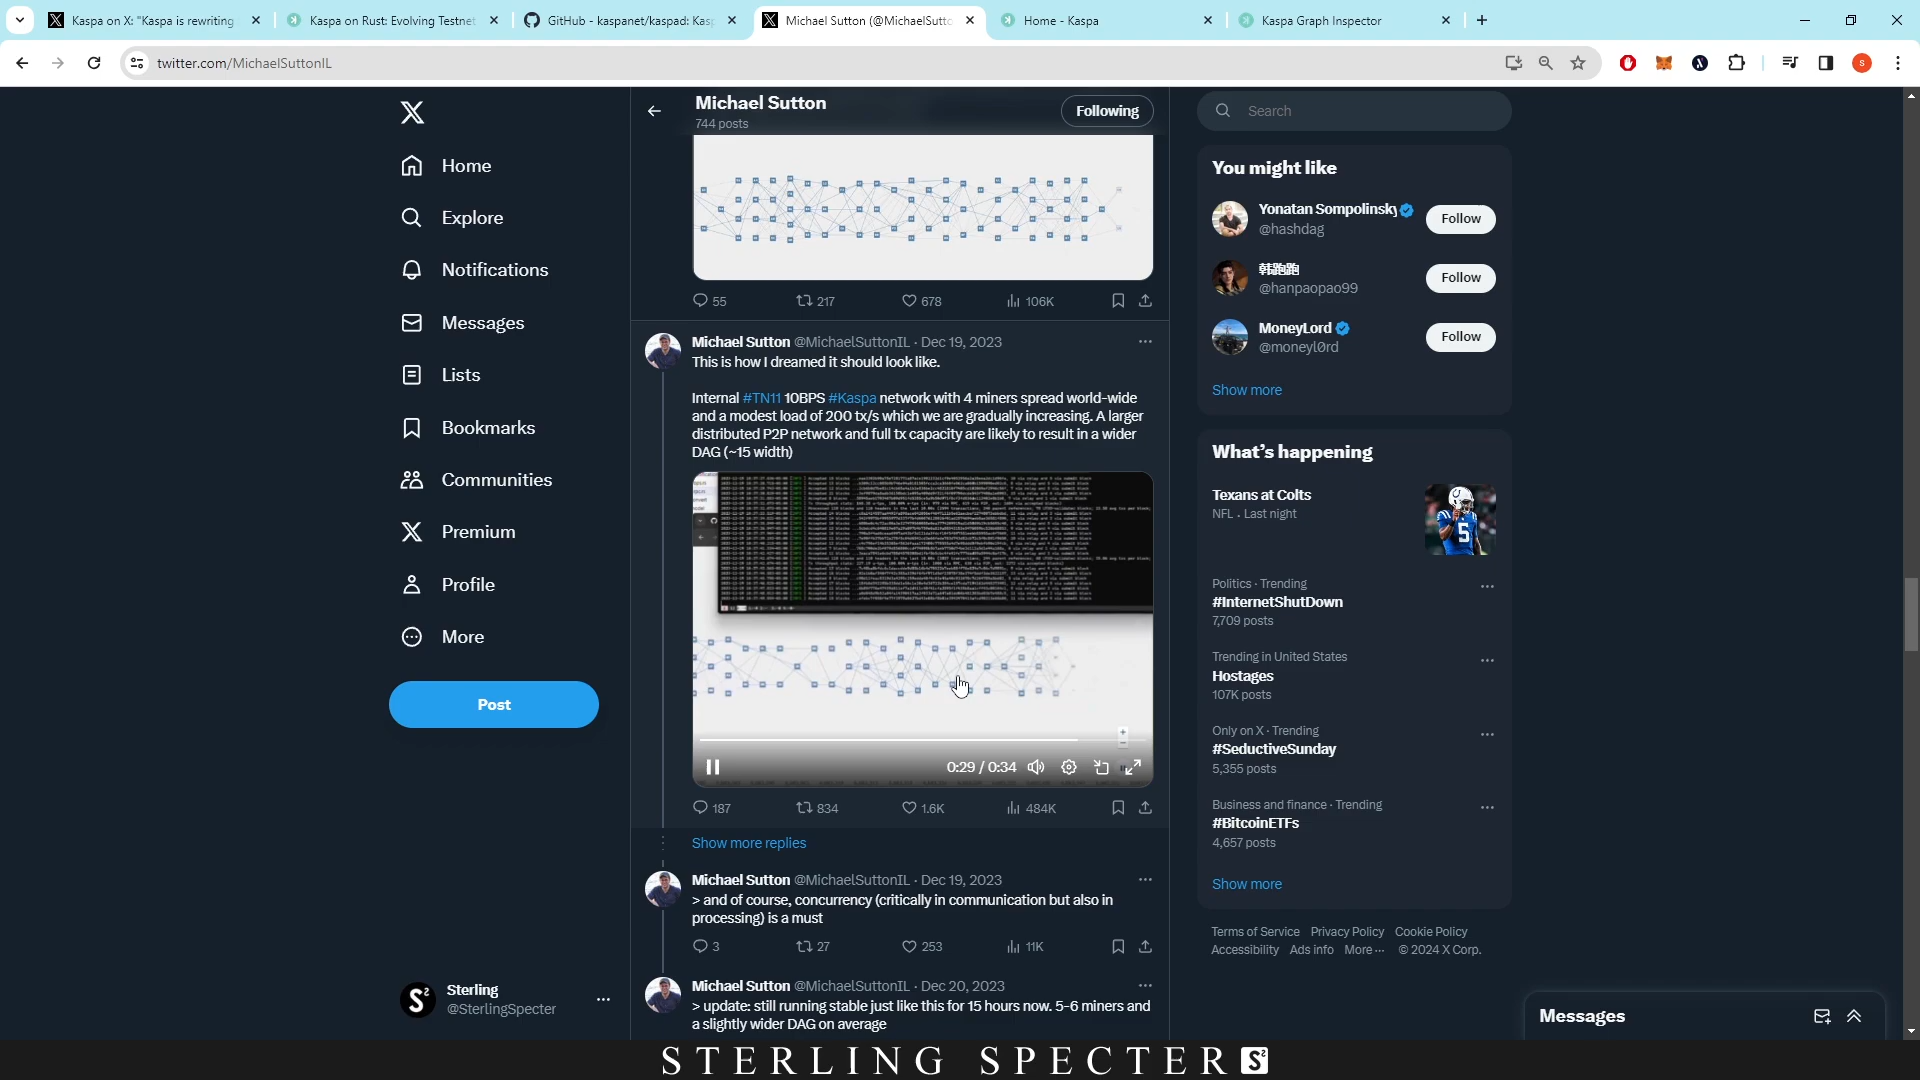 Kaspa on X: "Kaspa is rewriting
Kaspa on Rust: Evolving Testnet
GitHub - kaspanet/kaspad: Kasp
Michael Sutton (@MichaelSutto
Home - Kaspa
Kaspa Graph Inspector
twitter.com/MichaelSuttonIL
S
Home
Explore
Notifications
Messages
Lists
Bookmarks
Communities
Premium
Profile
More
Post
Sterling
@SterlingSpecter
Michael Sutton
744 posts
Following
55 217 678 106K
Michael Sutton @MichaelSuttonIL · Dec 19, 2023
This is how I dreamed it should look like.
Internal #TN11 10BPS #Kaspa network with 4 miners spread world-wide
and a modest load of 200 tx/s which we are gradually increasing. A larger
distributed P2P network and full tx capacity are likely to result in a wider
DAG (~15 width)
0:29 / 0:34
187 834 1.6K 484K
Show more replies
Michael Sutton @MichaelSuttonIL · Dec 19, 2023
> and of course, concurrency (critically in communication but also in
processing) is a must
3 27 253 11K
Michael Sutton @MichaelSuttonIL · Dec 20, 2023
> update: still running stable just like this for 15 hours now. 5-6 miners and
a slightly wider DAG on average
Search
You might like
Yonatan Sompolinsky
@hashdag
Follow
韩跑跑
@hanpaopao99
Follow
MoneyLord
@moneyl0rd
Follow
Show more
What's happening
Texans at Colts
NFL · Last night
Politics · Trending
#InternetShutDown
7,709 posts
Trending in United States
Hostages
107K posts
Only on X · Trending
#SeductiveSunday
5,355 posts
Business and finance · Trending
#BitcoinETFs
4,657 posts
Show more
Terms of Service Privacy Policy Cookie Policy
Accessibility Ads info More ··· © 2024 X Corp.
Messages
STERLING SPECTER